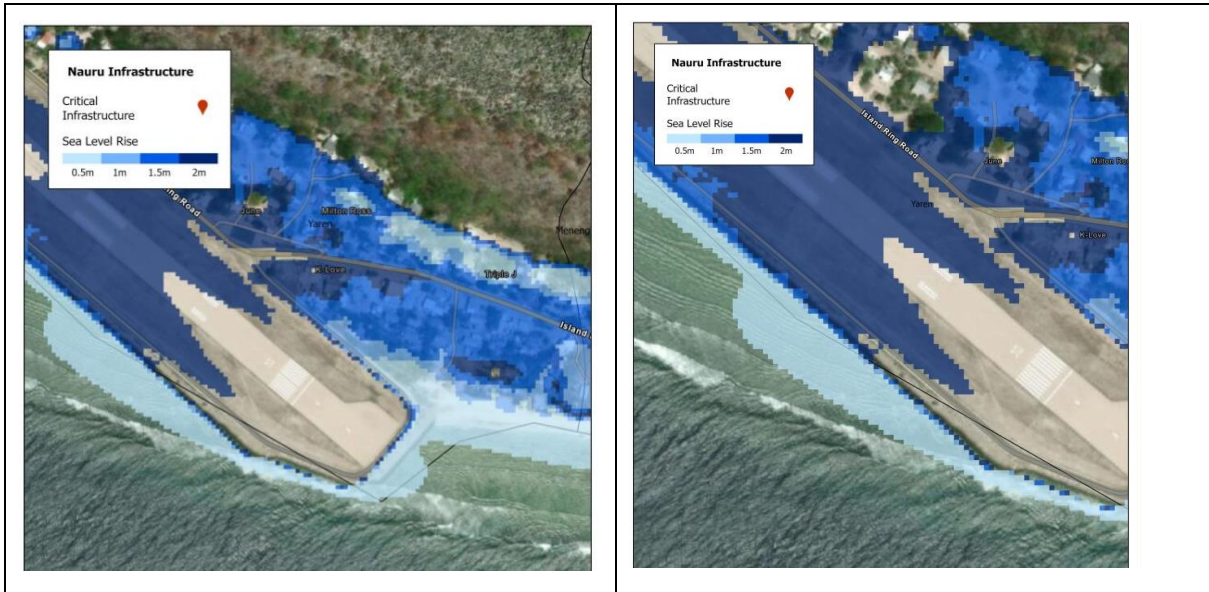 Nauru Infrastructure
Critical
Infrastructure
Sea Level Rise
0.5m 1m 1.5m 2m
Ring Road
June
Milton Ross
Yaren
Meneng
K-Love
Triple J
Island
Nauru Infrastructure
Critical
Infrastructure
Sea Level Rise
0.5m 1m 1.5m 2m
Island Ring Road
June
Milton Ro
Yaren
K-Love